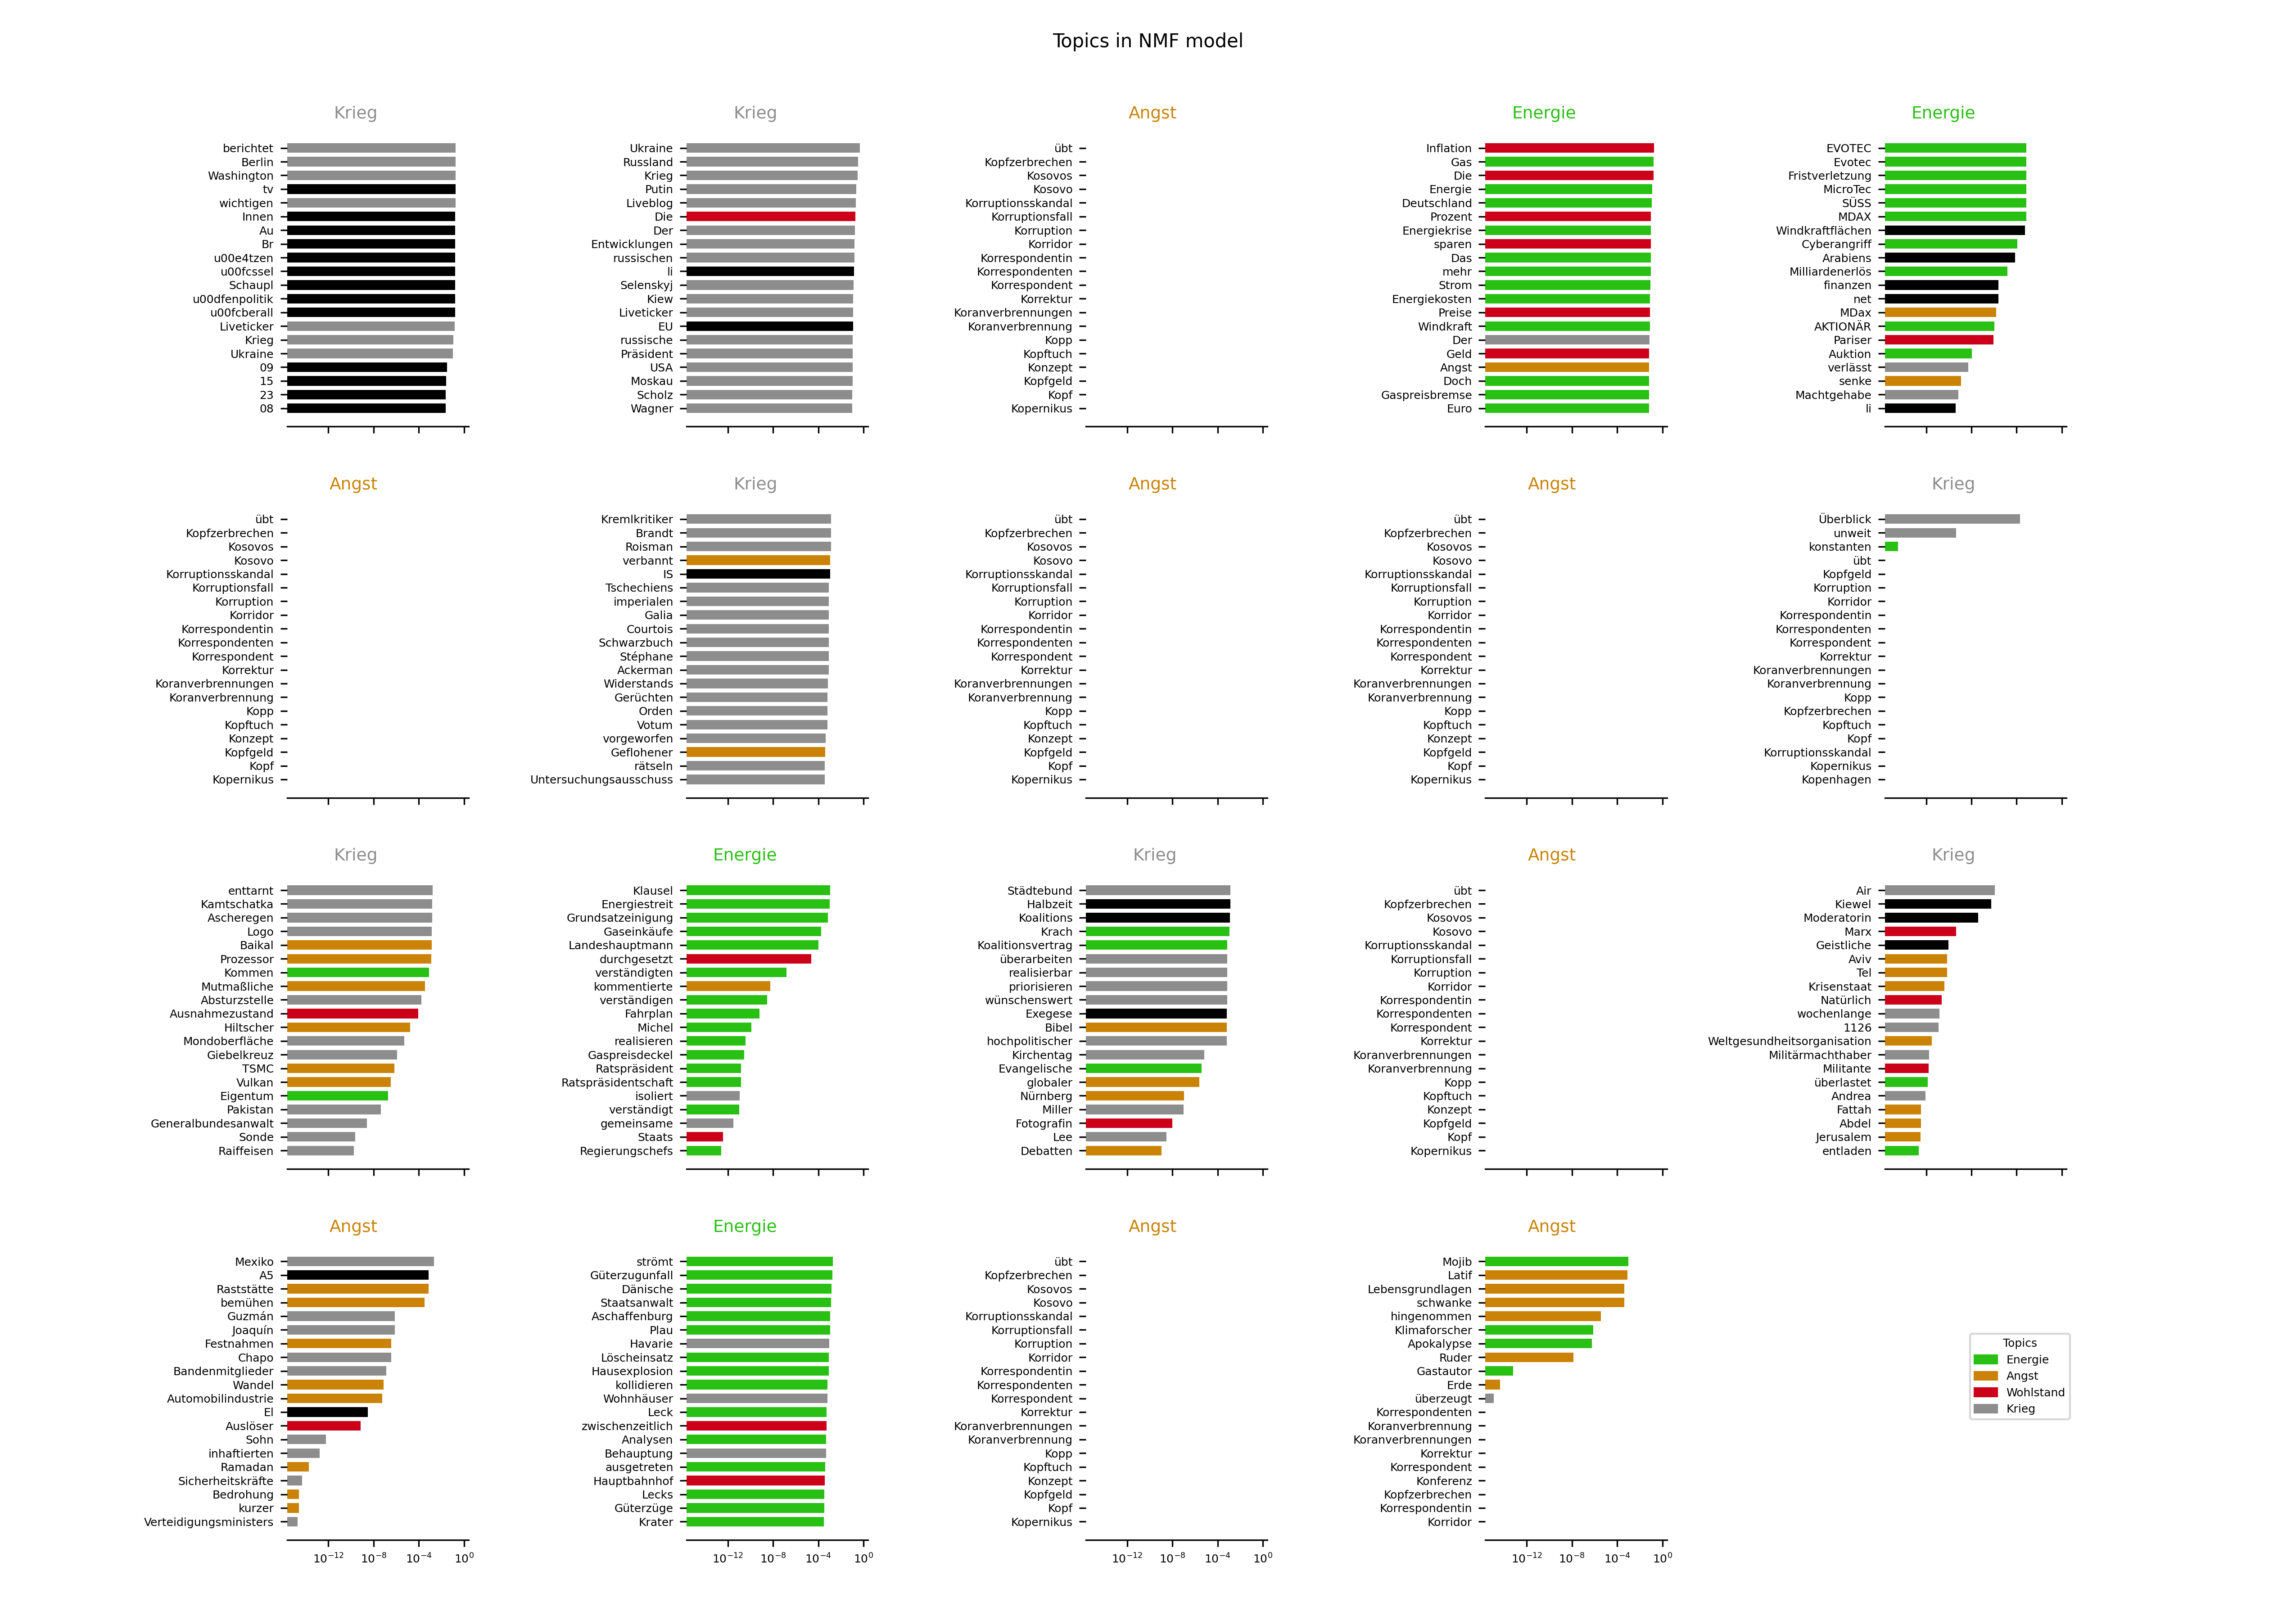 Topics in NMF model
Krieg
berichtet
Berlin
Washington
tv
wichtigen
Innen
Au
Br
u00e4tzen
u00fcssel
Schaupl
u00dfenpolitik
u00fcberall
Liveticker
Krieg
Ukraine
09
15
23
08
Krieg
Ukraine
Russland
Krieg
Putin
Liveblog
Die
Der
Entwicklungen
russischen
li
Selenskyj
Kiew
Liveticker
EU
russische
Präsident
USA
Moskau
Scholz
Wagner
Angst
übt
Kopfzerbrechen
Kosovos
Kosovo
Korruptionsskandal
Korruptionsfall
Korruption
Korridor
Korrespondentin
Korrespondenten
Korrespondent
Korrektur
Koranverbrennungen
Koranverbrennung
Kopp
Kopftuch
Konzept
Kopfgeld
Kopf
Kopernikus
Energie
Inflation
Gas
Die
Energie
Deutschland
Prozent
Energiekrise
sparen
Das
mehr
Strom
Energiekosten
Preise
Windkraft
Der
Geld
Angst
Doch
Gaspreisbremse
Euro
Energie
EVOTEC
Evotec
Fristverletzung
MicroTec
SÜSS
MDAX
Windkraftflächen
Cyberangriff
Arabiens
Milliardenerlös
finanzen
net
MDax
AKTIONÄR
Pariser
Auktion
verlässt
senke
Machtgehabe
li
Angst
übt
Kopfzerbrechen
Kosovos
Kosovo
Korruptionsskandal
Korruptionsfall
Korruption
Korridor
Korrespondentin
Korrespondenten
Korrespondent
Korrektur
Koranverbrennungen
Koranverbrennung
Kopp
Kopftuch
Konzept
Kopfgeld
Kopf
Kopernikus
Krieg
Kremlkritiker
Brandt
Roisman
verbannt
IS
Tschechiens
imperialen
Galia
Courtois
Schwarzbuch
Stéphane
Ackerman
Widerstands
Gerüchten
Orden
Votum
vorgeworfen
Geflohener
rätseln
Untersuchungsausschuss
Angst
übt
Kopfzerbrechen
Kosovos
Kosovo
Korruptionsskandal
Korruptionsfall
Korruption
Korridor
Korrespondentin
Korrespondenten
Korrespondent
Korrektur
Koranverbrennungen
Koranverbrennung
Kopp
Kopftuch
Konzept
Kopfgeld
Kopf
Kopernikus
Angst
übt
Kopfzerbrechen
Kosovos
Kosovo
Korruptionsskandal
Korruptionsfall
Korruption
Korridor
Korrespondentin
Korrespondenten
Korrespondent
Korrektur
Koranverbrennungen
Koranverbrennung
Kopp
Kopftuch
Konzept
Kopfgeld
Kopf
Kopernikus
Krieg
Überblick
unweit
konstanten
übt
Kopfgeld
Korruption
Korridor
Korrespondentin
Korrespondenten
Korrespondent
Korrektur
Koranverbrennungen
Koranverbrennung
Kopp
Kopfzerbrechen
Kopftuch
Kopf
Korruptionsskandal
Kopernikus
Kopenhagen
Krieg
enttarnt
Kamtschatka
Ascheregen
Logo
Baikal
Prozessor
Kommen
Mutmaßliche
Absturzstelle
Ausnahmezustand
Hiltscher
Mondoberfläche
Giebelkreuz
TSMC
Vulkan
Eigentum
Pakistan
Generalbundesanwalt
Sonde
Raiffeisen
Energie
Klausel
Energiestreit
Grundsatzeinigung
Gaseinkäufe
Landeshauptmann
durchgesetzt
verständigten
kommentierte
verständigen
Fahrplan
Michel
realisieren
Gaspreisdeckel
Ratspräsident
Ratspräsidentschaft
isoliert
verständigt
gemeinsame
Staats
Regierungschefs
Krieg
Städtebund
Halbzeit
Koalitions
Krach
Koalitionsvertrag
überarbeiten
realisierbar
priorisieren
wünschenswert
Exegese
Bibel
hochpolitischer
Kirchentag
Evangelische
globaler
Nürnberg
Miller
Fotografin
Lee
Debatten
Angst
übt
Kopfzerbrechen
Kosovos
Kosovo
Korruptionsskandal
Korruptionsfall
Korruption
Korridor
Korrespondentin
Korrespondenten
Korrespondent
Korrektur
Koranverbrennungen
Koranverbrennung
Kopp
Kopftuch
Konzept
Kopfgeld
Kopf
Kopernikus
Krieg
Air
Kiewel
Moderatorin
Marx
Geistliche
Aviv
Tel
Krisenstaat
Natürlich
wochenlange
1126
Weltgesundheitsorganisation
Militärmachthaber
Militante
überlastet
Andrea
Fattah
Abdel
Jerusalem
entladen
Angst
Mexiko
A5
Raststätte
bemühen
Guzmán
Joaquín
Festnahmen
Chapo
Bandenmitglieder
Wandel
Automobilindustrie
El
Auslöser
Sohn
inhaftierten
Ramadan
Sicherheitskräfte
Bedrohung
kurzer
Verteidigungsministers
10⁻¹² 10⁻⁸ 10⁻⁴ 10⁰
Energie
strömt
Güterzugunfall
Dänische
Staatsanwalt
Aschaffenburg
Plau
Havarie
Löscheinsatz
Hausexplosion
kollidieren
Wohnhäuser
Leck
zwischenzeitlich
Analysen
Behauptung
ausgetreten
Hauptbahnhof
Lecks
Güterzüge
Krater
10⁻¹² 10⁻⁸ 10⁻⁴ 10⁰
Angst
übt
Kopfzerbrechen
Kosovos
Kosovo
Korruptionsskandal
Korruptionsfall
Korruption
Korridor
Korrespondentin
Korrespondenten
Korrespondent
Korrektur
Koranverbrennungen
Koranverbrennung
Kopp
Kopftuch
Konzept
Kopfgeld
Kopf
Kopernikus
10⁻¹² 10⁻⁸ 10⁻⁴ 10⁰
Angst
Mojib
Latif
Lebensgrundlagen
schwanke
hingenommen
Klimaforscher
Apokalypse
Ruder
Gastautor
Erde
überzeugt
Korrespondenten
Koranverbrennung
Koranverbrennungen
Korrektur
Korrespondent
Konferenz
Kopfzerbrechen
Korrespondentin
Korridor
10⁻¹² 10⁻⁸ 10⁻⁴ 10⁰
Topics
Energie
Angst
Wohlstand
Krieg